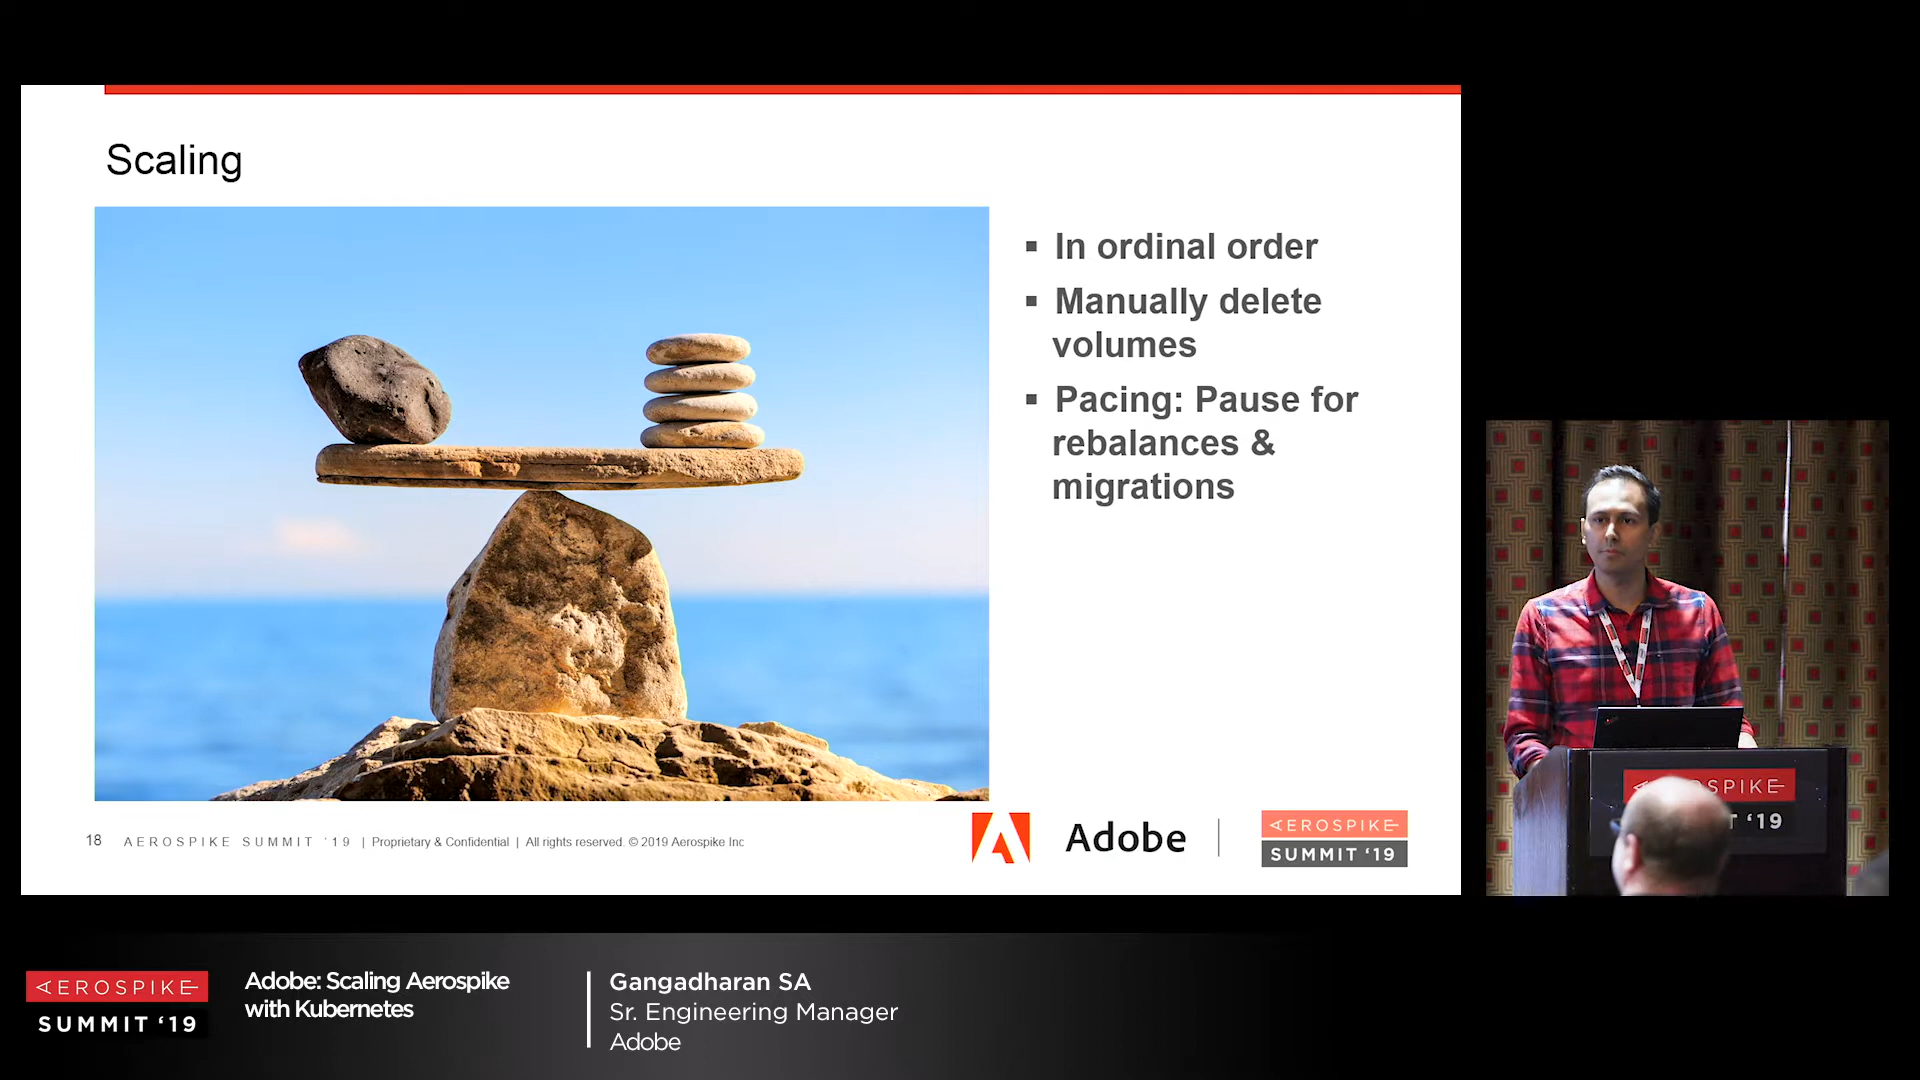 Scaling
▪ In ordinal order
▪ Manually delete
volumes
▪ Pacing: Pause for
rebalances &
migrations
18 AEROSPIKE SUMMIT '19 | Proprietary & Confidential | All rights reserved. © 2019 Aerospike Inc
Adobe
AEROSPIKE
SUMMIT '19
SPIKE
T '19
AEROSPIKE
SUMMIT '19
Adobe: Scaling Aerospike
with Kubernetes
Gangadharan SA
Sr. Engineering Manager
Adobe